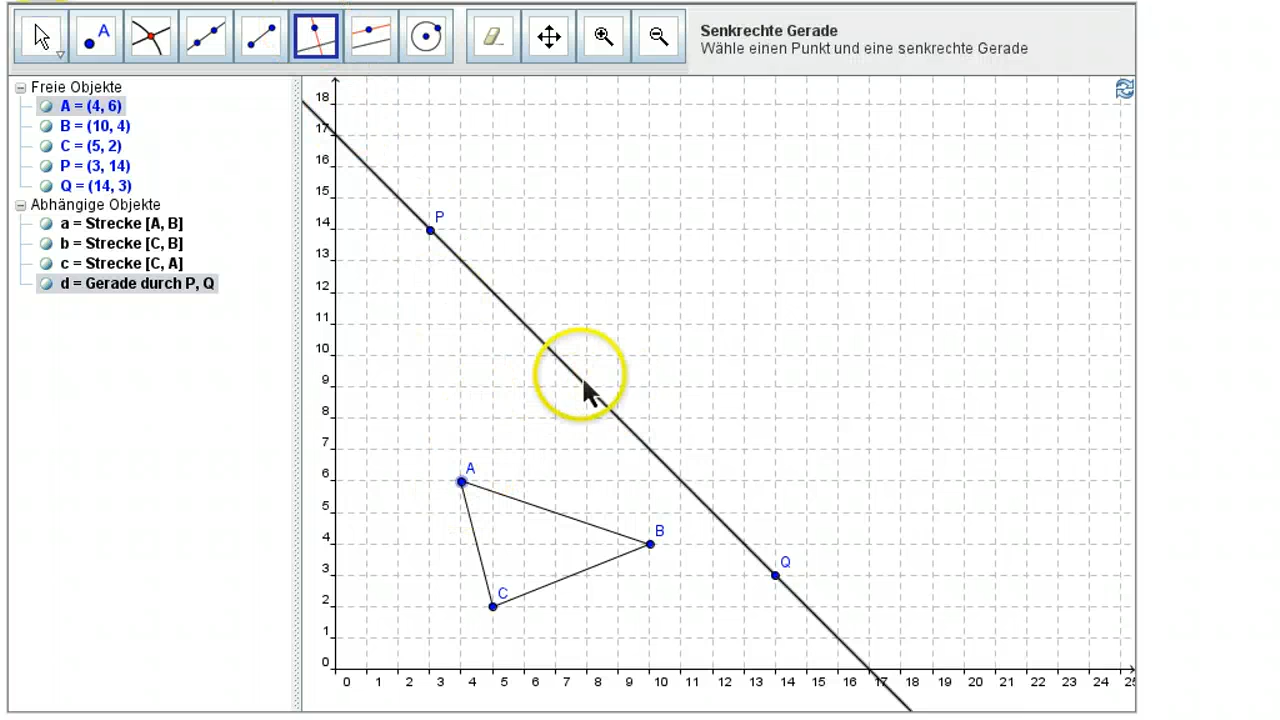 A
Senkrechte Gerade
Wähle einen Punkt und eine senkrechte Gerade
Freie Objekte
A = (4, 6)
B = (10, 4)
C = (5, 2)
P = (3, 14)
Q = (14, 3)
Abhängige Objekte
a = Strecke [A, B]
b = Strecke [C, B]
c = Strecke [C, A]
d = Gerade durch P, Q
18
17
16
15
14
13
12
11
10
9
8
7
6
5
4
3
2
1
0
P
A
B
Q
C
0 1 2 3 4 5 6 7 8 9 10 11 12 13 14 15 16 17 18 19 20 21 22 23 24